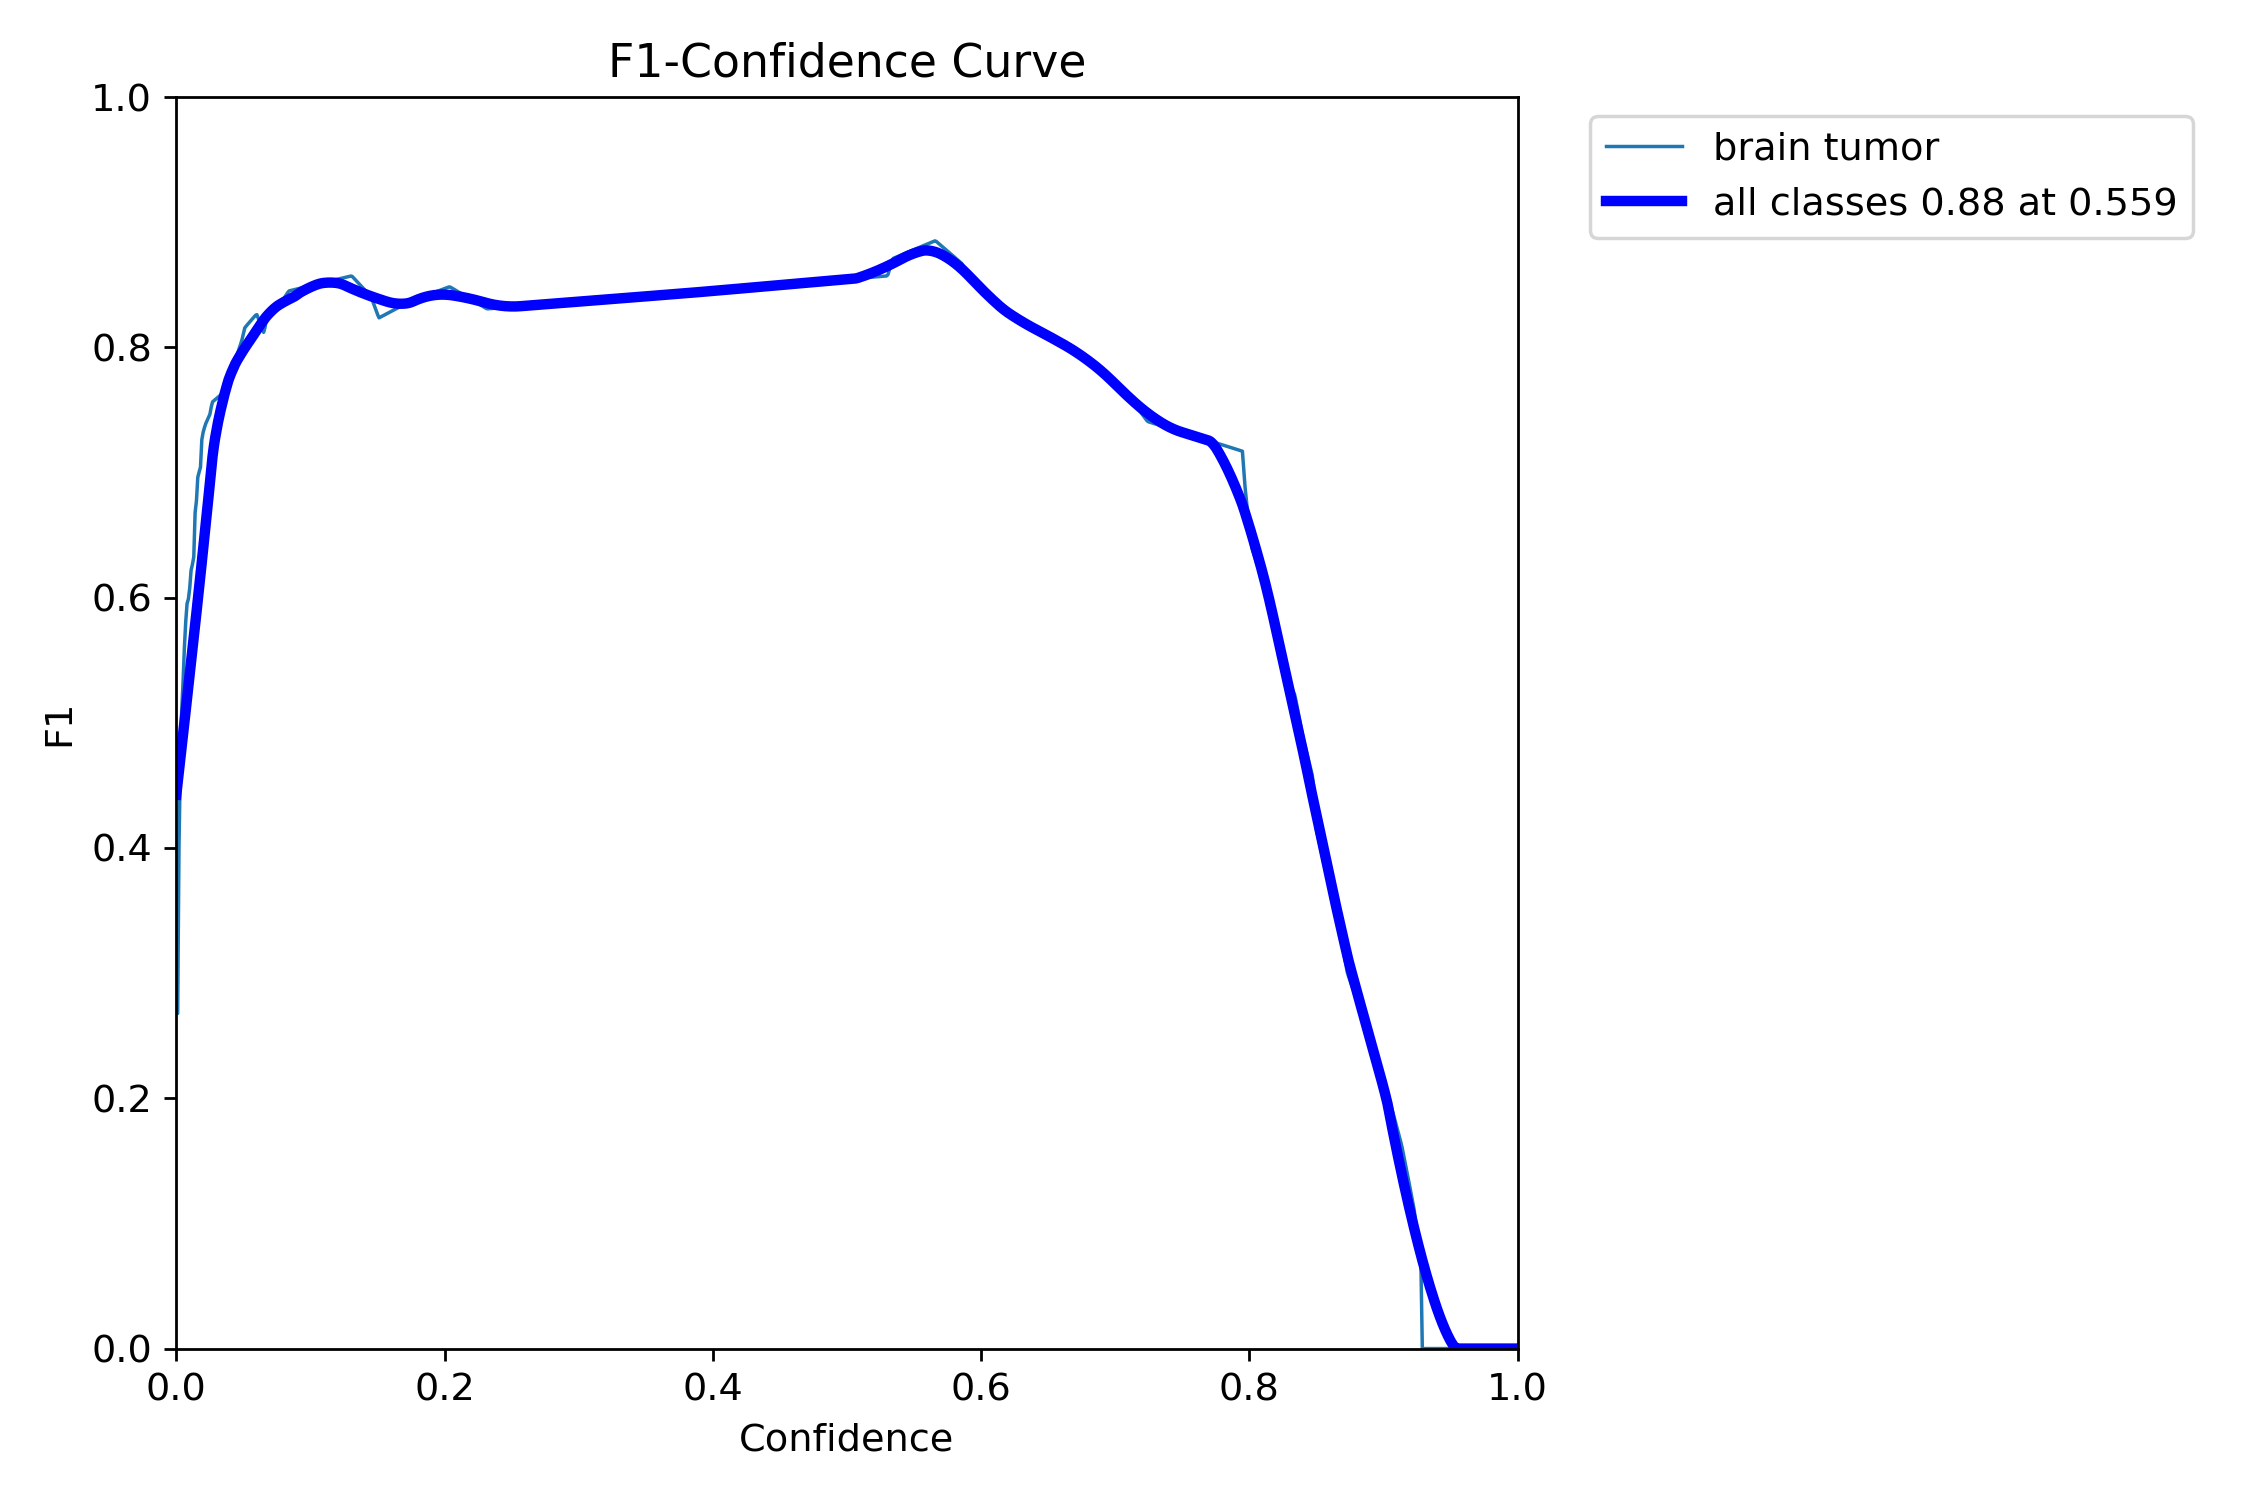 F1-Confidence Curve
1.0
0.8
0.6
0.4
0.2
0.0
F1
0.0 0.2 0.4 0.6 0.8 1.0
Confidence
brain tumor
all classes 0.88 at 0.559